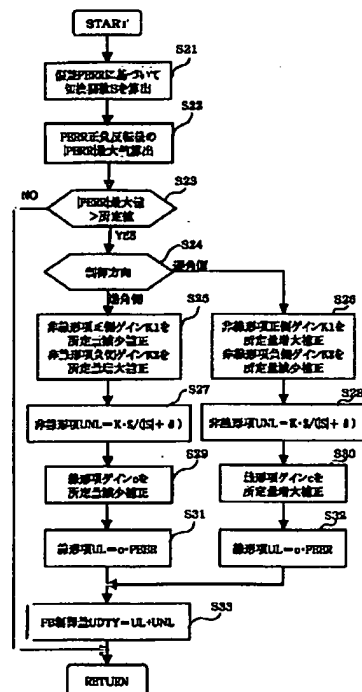 START'
S21
偏差PERRに基づいて
切換関数Sを算出
S22
PERR正負反転後の
|PERR|最大値算出
S23
NO
|PERR|最大値
>所定値
YES
S24
制御方向
遅角側
進角側
S25
非線形項正側ゲインK1を
所定量減少補正
非線形項負側ゲインK2を
所定量増大補正
S26
非線形項正側ゲインK1を
所定量増大補正
非線形項負側ゲインK2を
所定量減少補正
S27
非線形項UNL=K・S/(|S|+δ)
S28
非線形項UNL=K・S/(|S|+δ)
S29
線形項ゲインcを
所定量減少補正
S30
線形項ゲインcを
所定量増大補正
S31
線形項UL=c・PERR
S32
線形項UL=c・PERR
S33
FB制御量UDTY=UL+UNL
RETURN